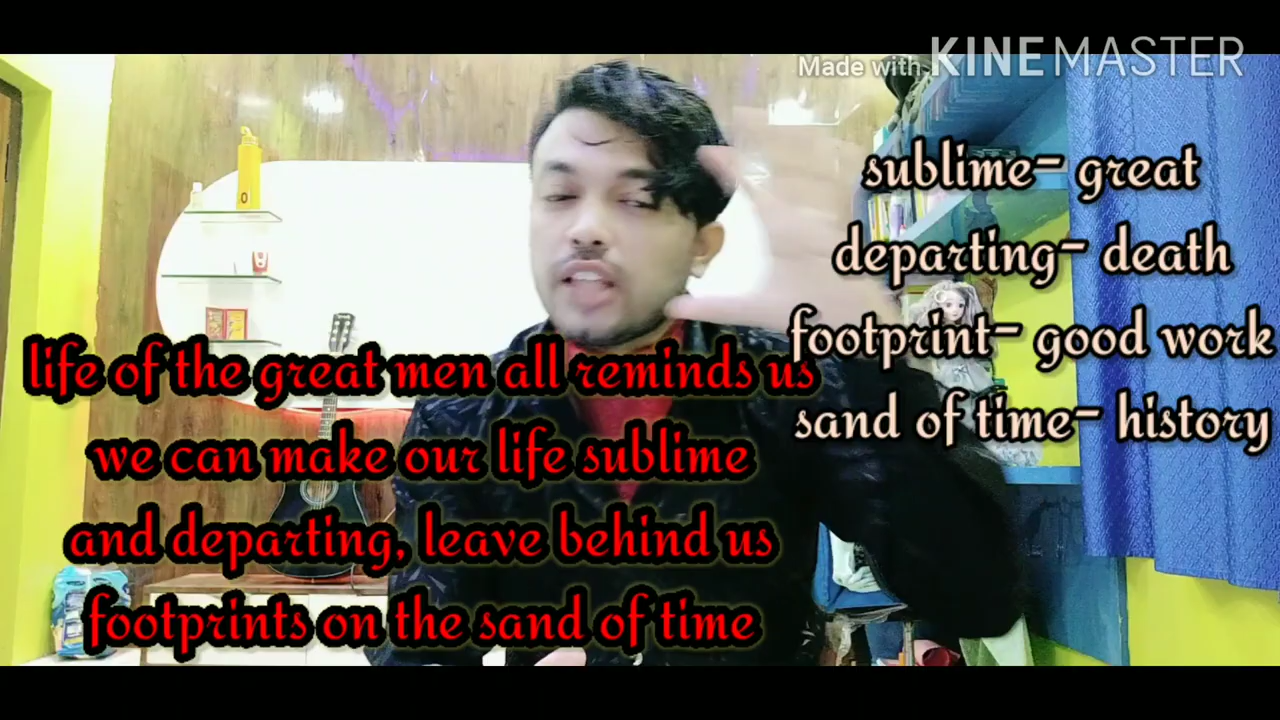 Made with KINEMASTER
sublime- great
departing- death
footprint- good work
sand of time- history
life of the great men all reminds us
we can make our life sublime
and departing, leave behind us
footprints on the sand of time